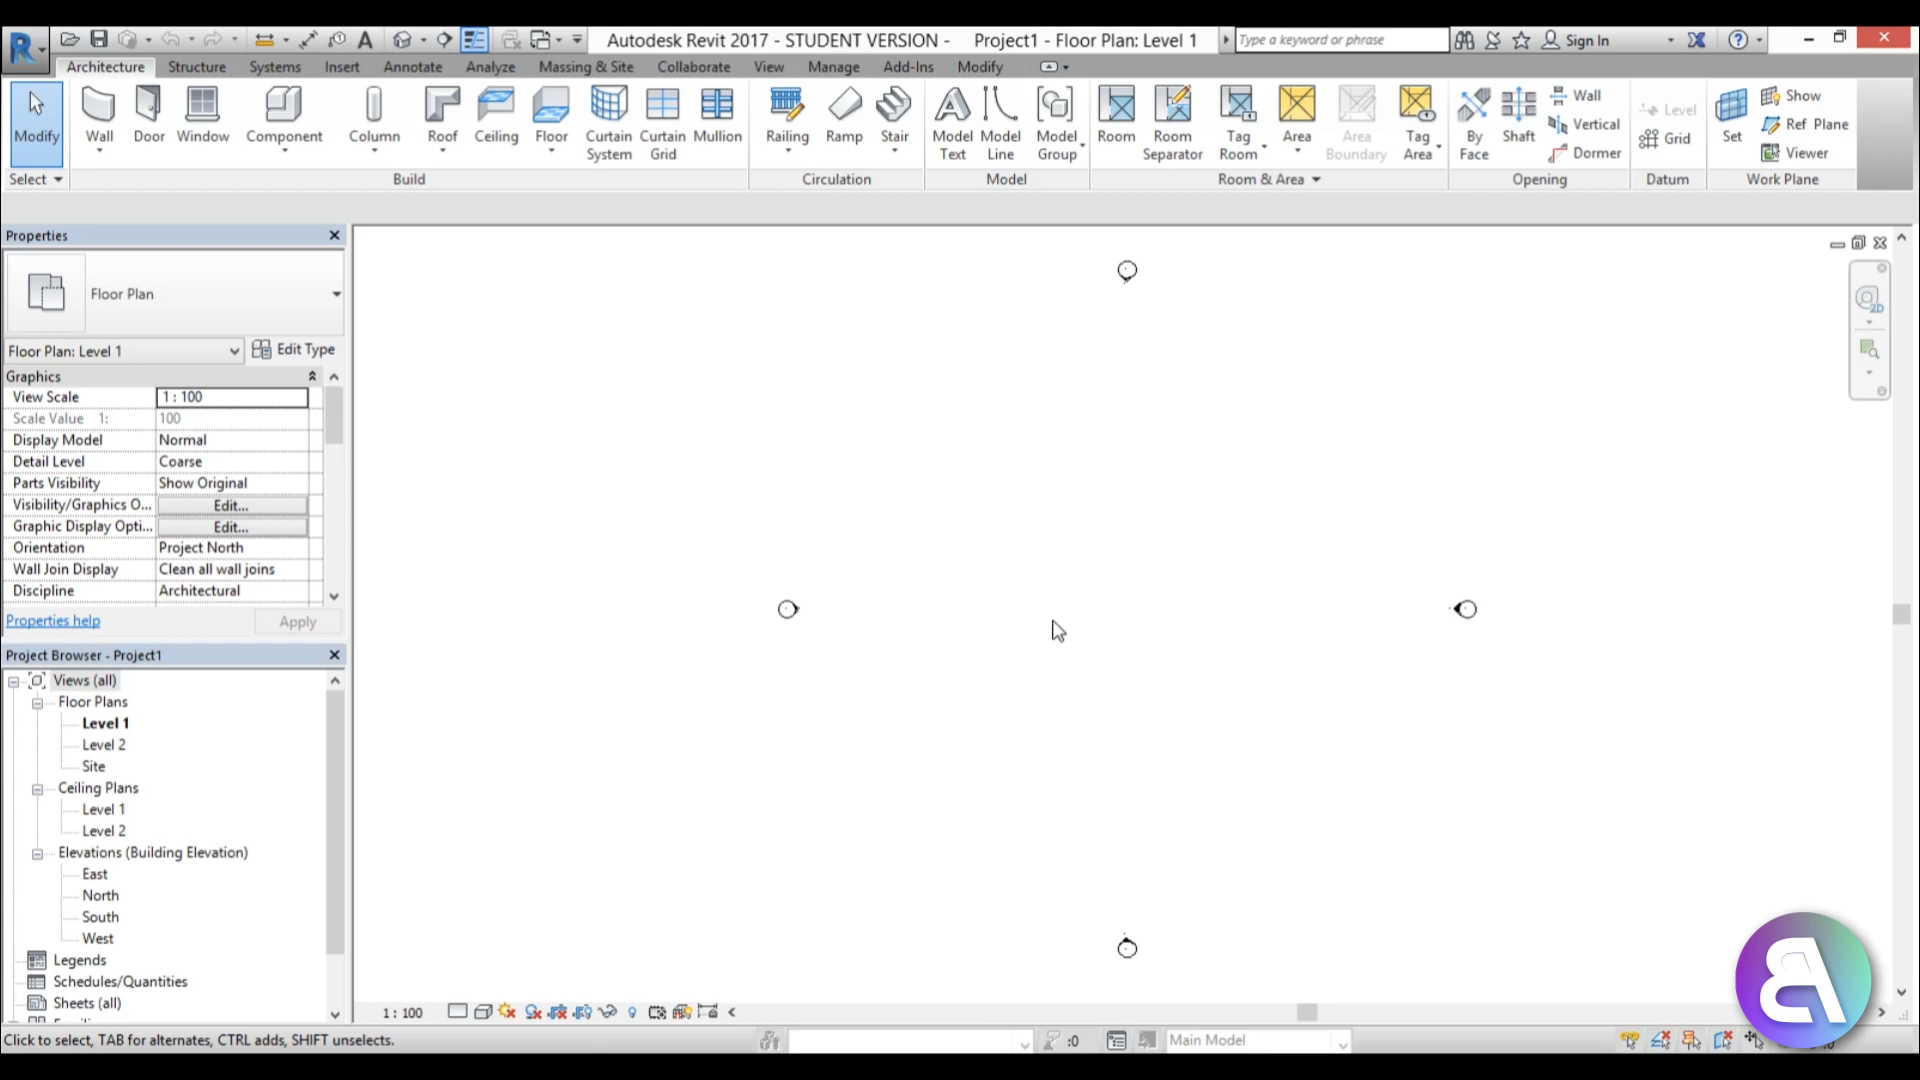 Autodesk Revit 2017 - STUDENT VERSION -    Project1 - Floor Plan: Level 1
Type a keyword or phrase
Sign In
Architecture Structure Systems Insert Annotate Analyze Massing & Site Collaborate View Manage Add-Ins Modify
Modify
Wall
Door
Window
Component
Column
Roof
Ceiling
Floor
Curtain System
Curtain Grid
Mullion
Railing
Ramp
Stair
Model Text
Model Line
Model Group
Room
Room Separator
Tag Room
Area
Area Boundary
Tag Area
By Face
Shaft
Wall
Vertical
Dormer
Level
Grid
Set
Show
Ref Plane
Viewer
Select Build Circulation Model Room & Area Opening Datum Work Plane
Properties
Floor Plan
Floor Plan: Level 1 Edit Type
Graphics
View Scale 1 : 100
Scale Value 1: 100
Display Model Normal
Detail Level Coarse
Parts Visibility Show Original
Visibility/Graphics O... Edit...
Graphic Display Opti... Edit...
Orientation Project North
Wall Join Display Clean all wall joins
Discipline Architectural
Properties help Apply
Project Browser - Project1
Views (all)
Floor Plans
Level 1
Level 2
Site
Ceiling Plans
Level 1
Level 2
Elevations (Building Elevation)
East
North
South
West
Legends
Schedules/Quantities
Sheets (all)
2D
1 : 100
Click to select, TAB for alternates, CTRL adds, SHIFT unselects.
:0
Main Model